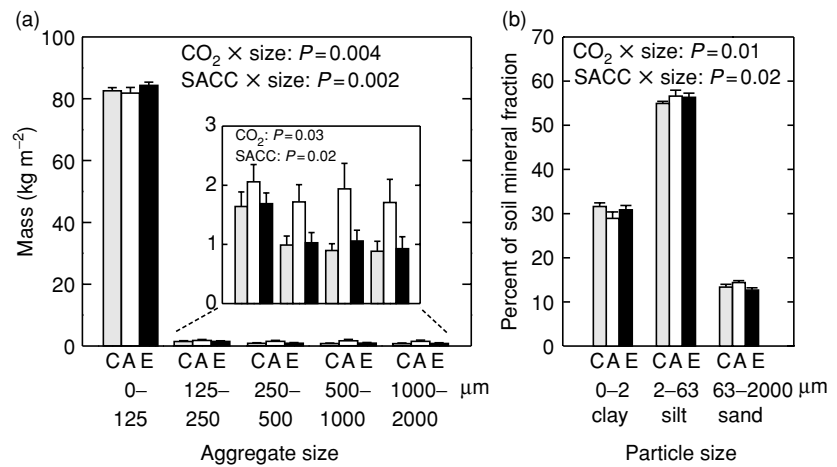 (a)
CO₂ × size: P=0.004
SACC × size: P=0.002
Mass (kg m⁻²)
100
80
60
40
20
0
3
2
1
0
CO₂: P=0.03
SACC: P=0.02
C A E C A E C A E C A E C A E
0– 125– 250– 500– 1000– μm
125 250 500 1000 2000
Aggregate size
(b)
CO₂ × size: P=0.01
SACC × size: P=0.02
Percent of soil mineral fraction
70
60
50
40
30
20
10
0
C A E C A E C A E
0–2 2–63 63–2000 μm
clay silt sand
Particle size